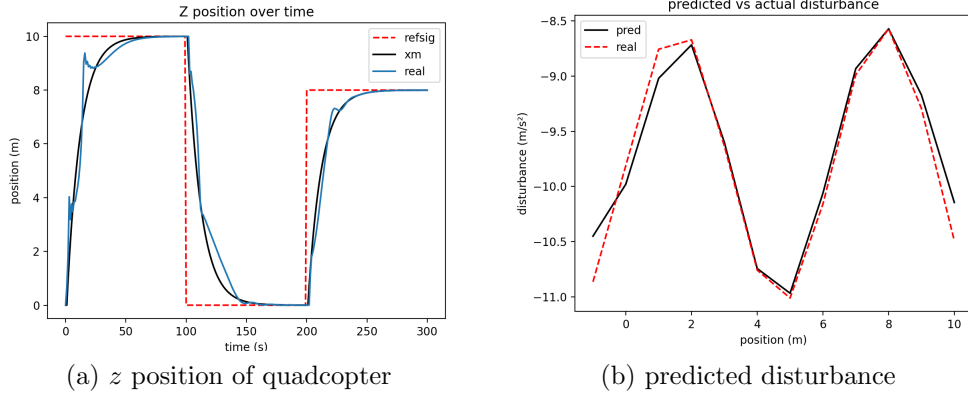 Z position over time
10
8
6
4
2
0
position (m)
refsig
xm
real
0
50
100
150
200
250
300
time (s)
(a) z position of quadcopter
predicted vs actual disturbance
−8.5
−9.0
−9.5
−10.0
−10.5
−11.0
disturbance (m/s²)
pred
real
0
2
4
6
8
10
position (m)
(b) predicted disturbance